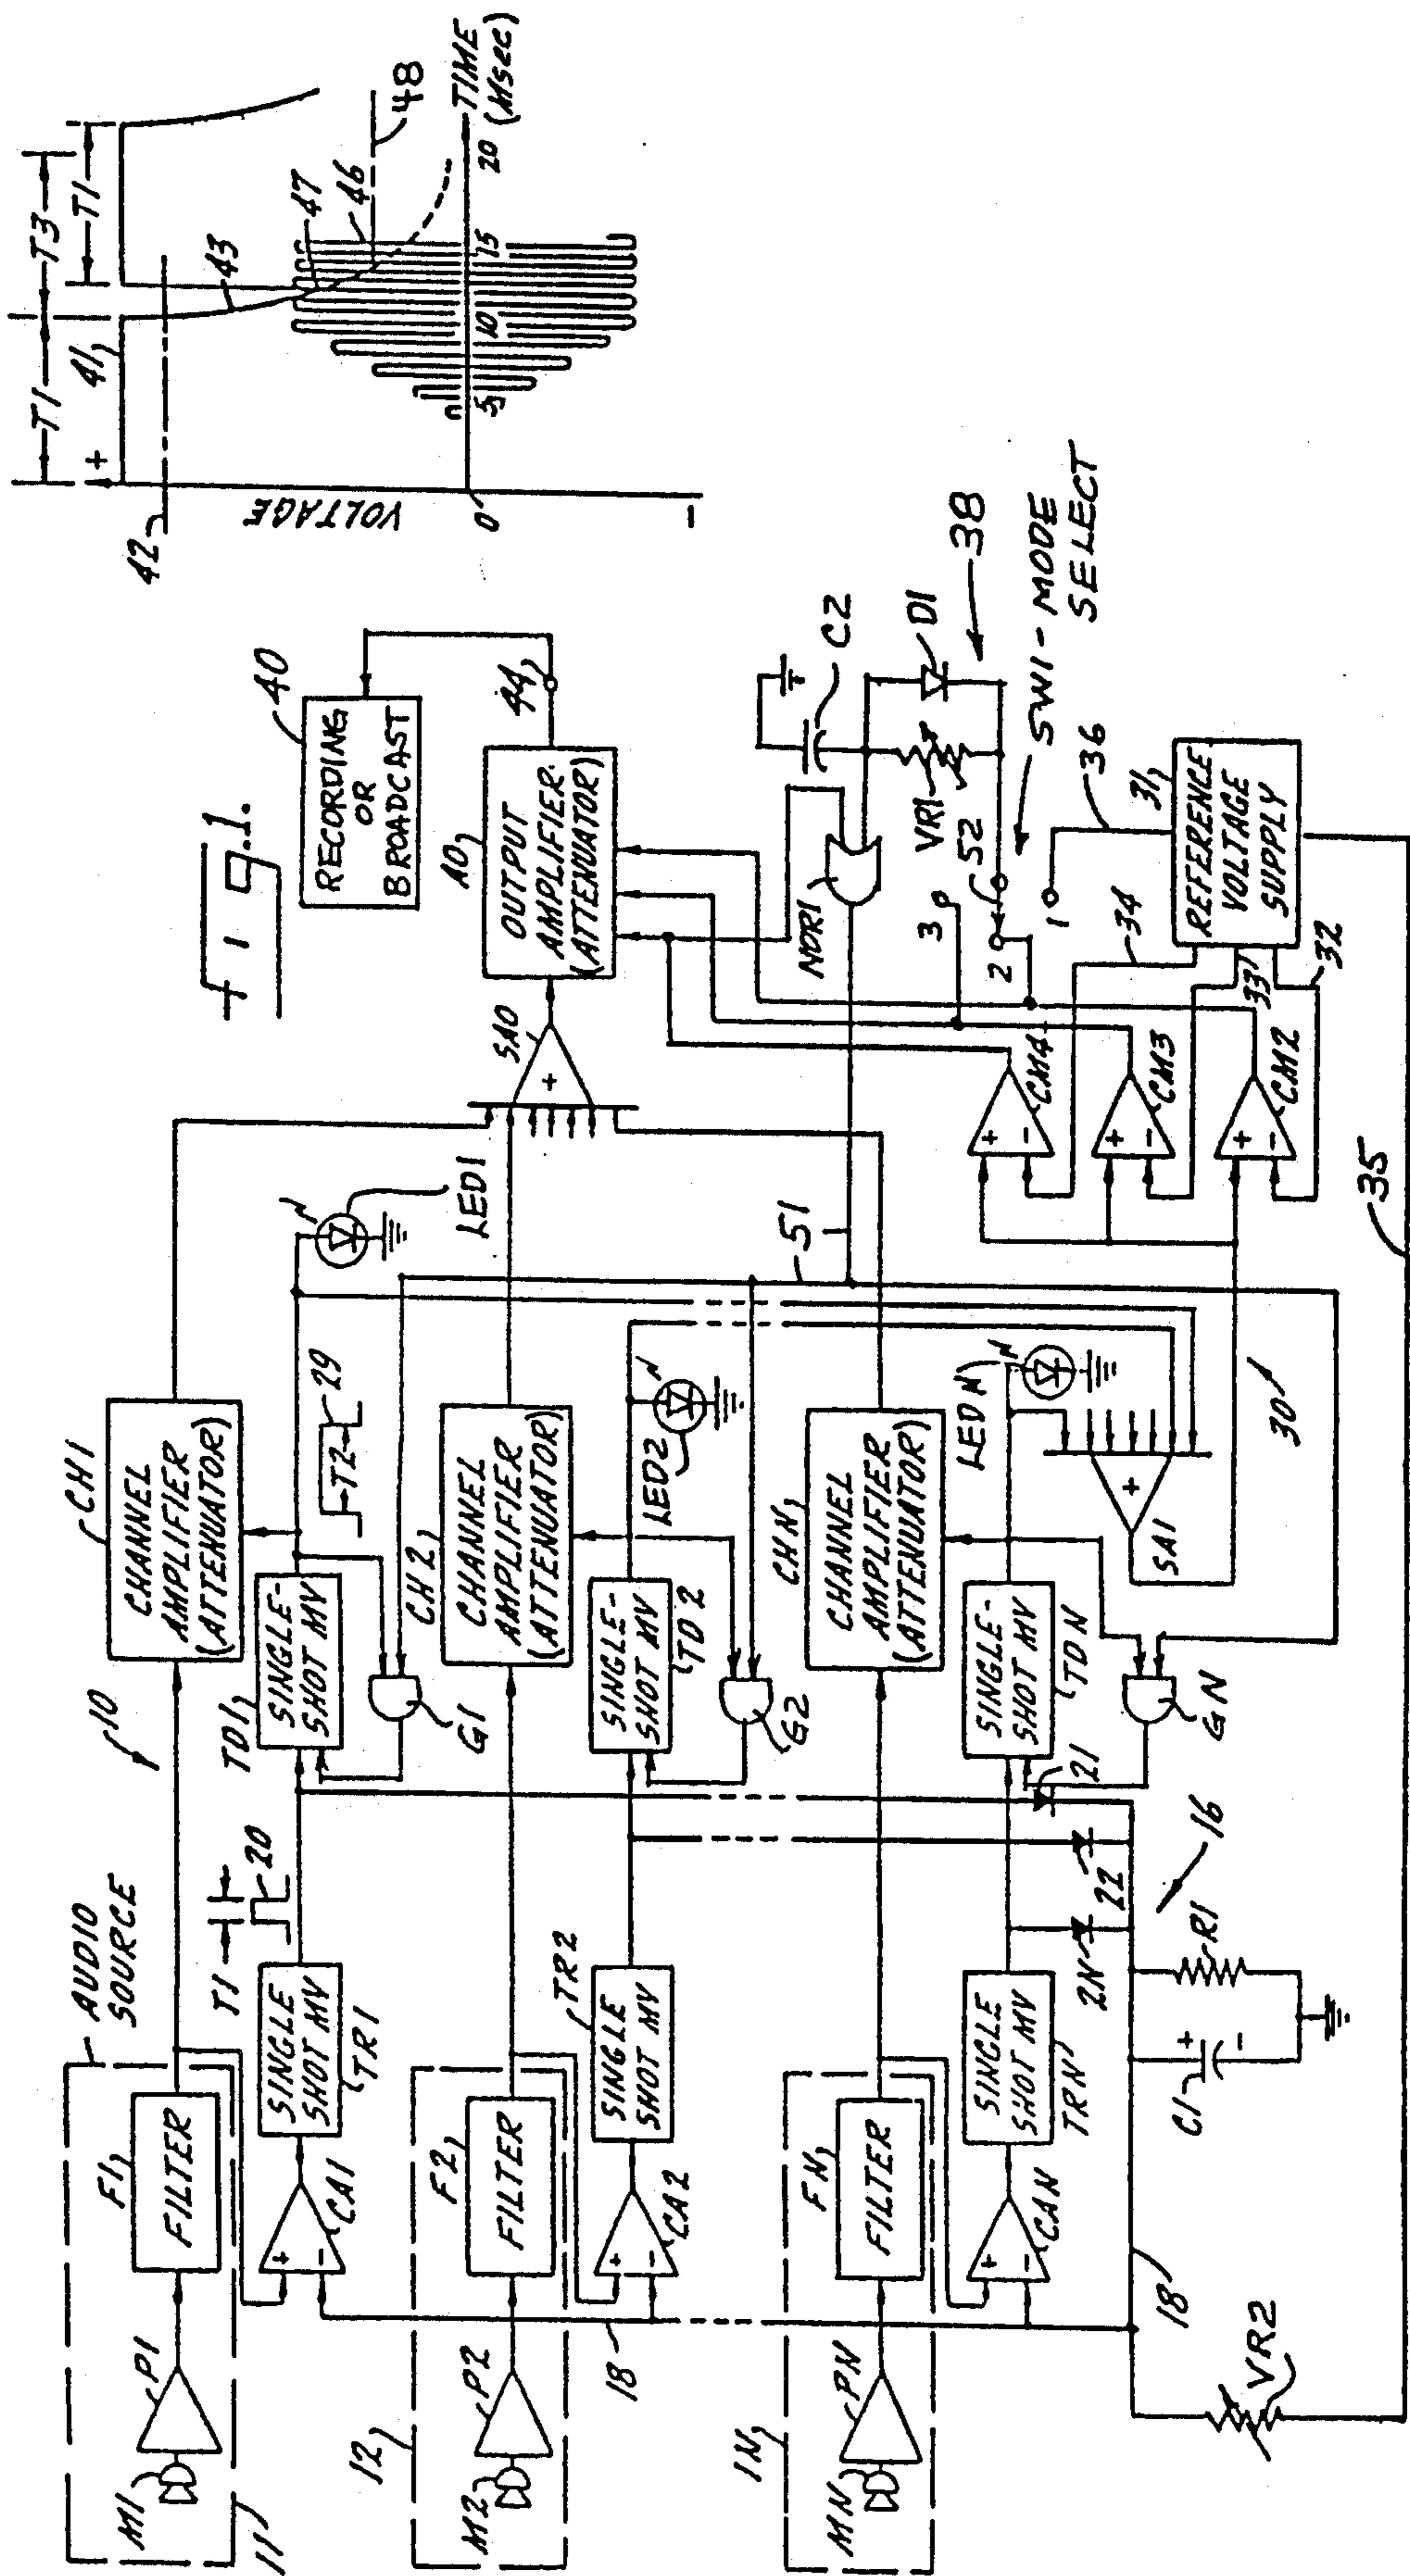 Fig. 1.
10
AUDIO
SOURCE
11
M1
P1
F1
FILTER
CA1
T1
20
SINGLE
SHOT MV
TR1
CH1
CHANNEL
AMPLIFIER
(ATTENUATOR)
TD1
SINGLE-
SHOT MV
T2
29
G1
LED1
12
M2
P2
F2
FILTER
CA2
TR2
SINGLE
SHOT MV
CH2
CHANNEL
AMPLIFIER
(ATTENUATOR)
SINGLE-
SHOT MV
TD2
G2
LED2
18
1N
MN
PN
FN
FILTER
CAN
SINGLE
SHOT MV
TRN
CHN
CHANNEL
AMPLIFIER
(ATTENUATOR)
SINGLE-
SHOT MV
TDN
GN
LEDN
SA1
+
30
51
21
22
2N
16
R1
C1
+
-
18
VR2
35
SAO
+
AO
OUTPUT
AMPLIFIER
(ATTENUATOR)
44
40
RECORDING
OR
BROADCAST
NOR1
C2
D1
VR1
38
52
SW1-MODE
SELECT
3
2
1
36
34
33
32
31
REFERENCE
VOLTAGE
SUPPLY
+
-
CM4
+
-
CM3
+
-
CM2
T1
T3
T1
+
41
42
43
47
46
48
VOLTAGE
0
-
5
10
15
20
TIME
(Msec)